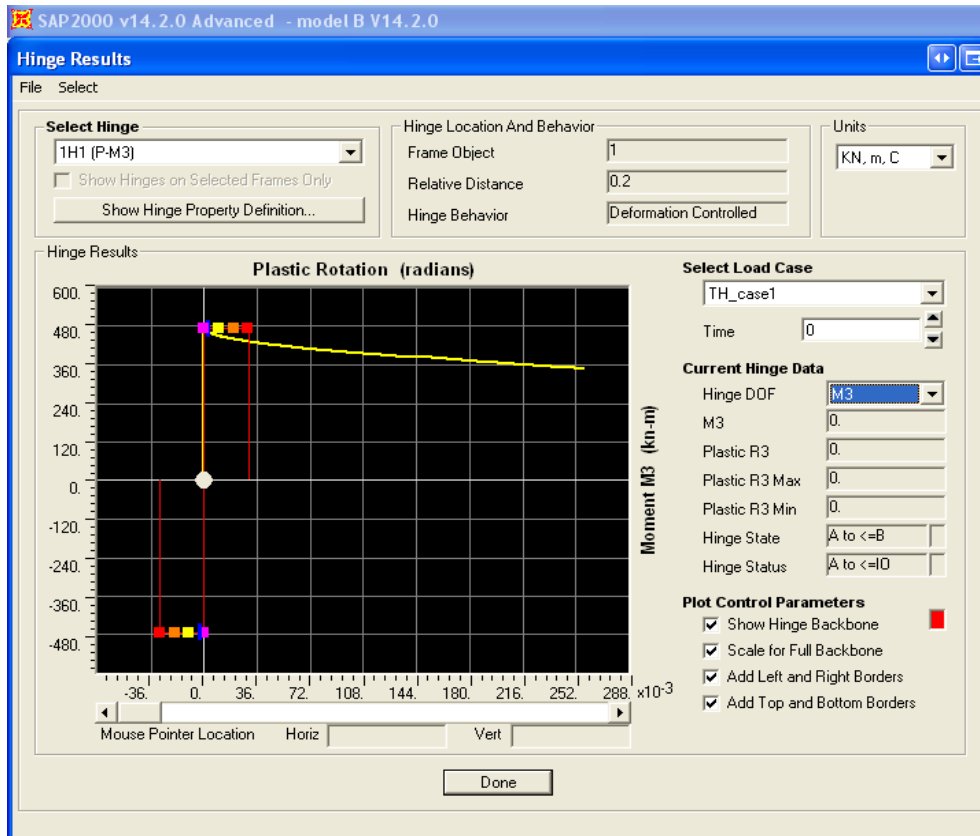 SAP2000 v14.2.0 Advanced - model B V14.2.0
Hinge Results
File Select
Select Hinge
1H1 (P-M3)
Show Hinges on Selected Frames Only
Show Hinge Property Definition...
Hinge Location And Behavior
Frame Object 1
Relative Distance 0.2
Hinge Behavior Deformation Controlled
Units
KN, m, C
Hinge Results
Plastic Rotation (radians)
600.
480.
360.
240.
120.
0.
-120.
-240.
-360.
-480.
-36. 0. 36. 72. 108. 144. 180. 216. 252. 288. x10-3
Moment M3 (kn-m)
Mouse Pointer Location Horiz Vert
Select Load Case
TH_case1
Time 0
Current Hinge Data
Hinge DOF M3
M3 0.
Plastic R3 0.
Plastic R3 Max 0.
Plastic R3 Min 0.
Hinge State A to <=B
Hinge Status A to <=IO
Plot Control Parameters
Show Hinge Backbone
Scale for Full Backbone
Add Left and Right Borders
Add Top and Bottom Borders
Done